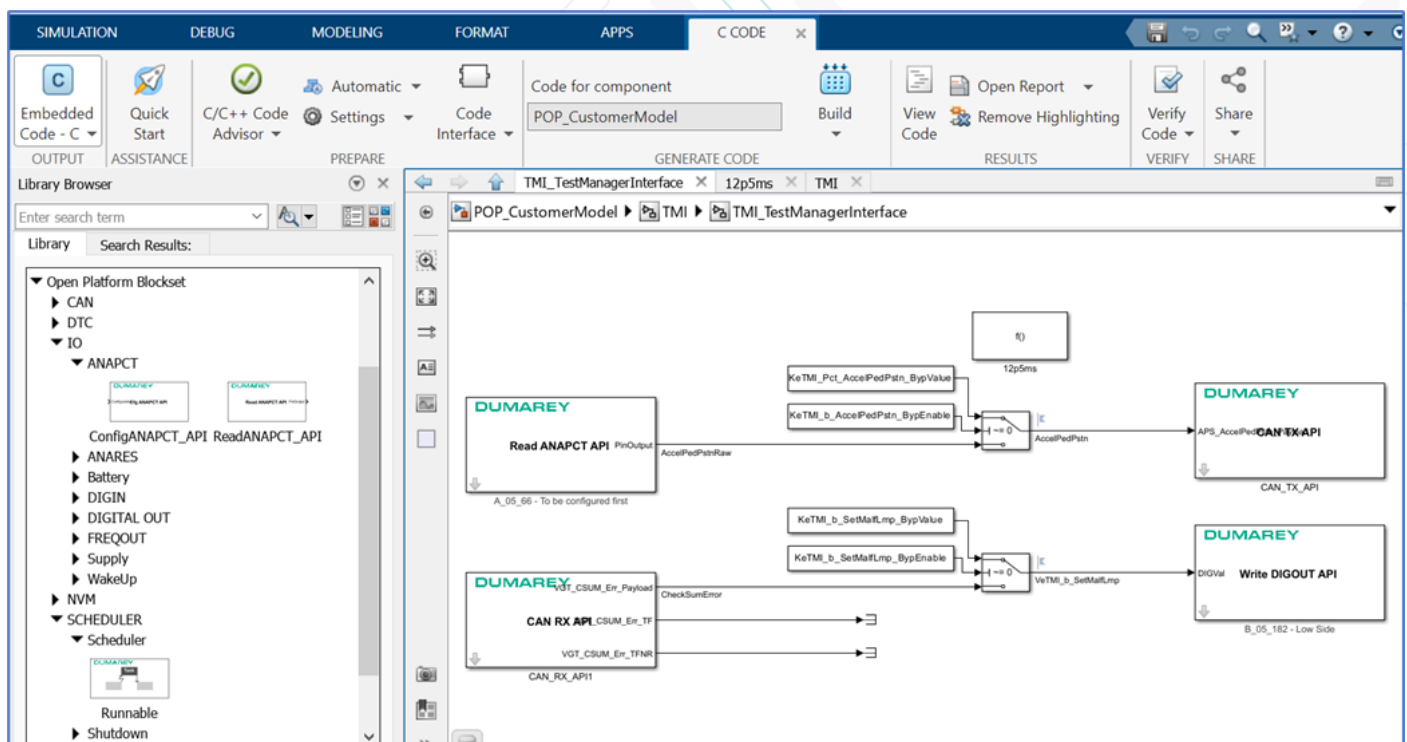 SIMULATION DEBUG MODELING FORMAT APPS C CODE
C
Embedded Code - C
Quick Start
C/C++ Code Advisor
Automatic
Settings
Code Interface
Code for component
POP_CustomerModel
Build
View Code
Open Report
Remove Highlighting
Verify Code
Share
OUTPUT ASSISTANCE PREPARE GENERATE CODE RESULTS VERIFY SHARE
Library Browser
Enter search term
Library Search Results:
Open Platform Blockset
CAN
DTC
IO
ANAPCT
DUMAREY DUMAREY
Read ANAPCT API
ConfigANAPCT_API ReadANAPCT_API
ANARES
Battery
DIGIN
DIGITAL OUT
FREQOUT
Supply
WakeUp
NVM
SCHEDULER
Scheduler
DUMAREY
Runnable
Shutdown
TMI_TestManagerInterface 12p5ms TMI
POP_CustomerModel TMI TMI_TestManagerInterface
f()
12p5ms
KeTMI_Pct_AccelPedPstn_BypValue
KeTMI_b_AccelPedPstn_BypEnable
DUMAREY
Read ANAPCT API PinOutput
AccelPedPstnRaw
A_05_66 - To be configured first
~= 0
AccelPedPstn
DUMAREY
CAN TX API
CAN_TX_API
KeTMI_b_SetMalfLmp_BypValue
KeTMI_b_SetMalfLmp_BypEnable
DUMAREY
VGT_CSUM_Err_Payload
CheckSumError
CAN RX API
_CSUM_Err_TF
VGT_CSUM_Err_TFNR
CAN_RX_API1
~= 0
VeTMI_b_SetMalfLmp
DUMAREY
DIGVal Write DIGOUT API
B_05_182 - Low Side